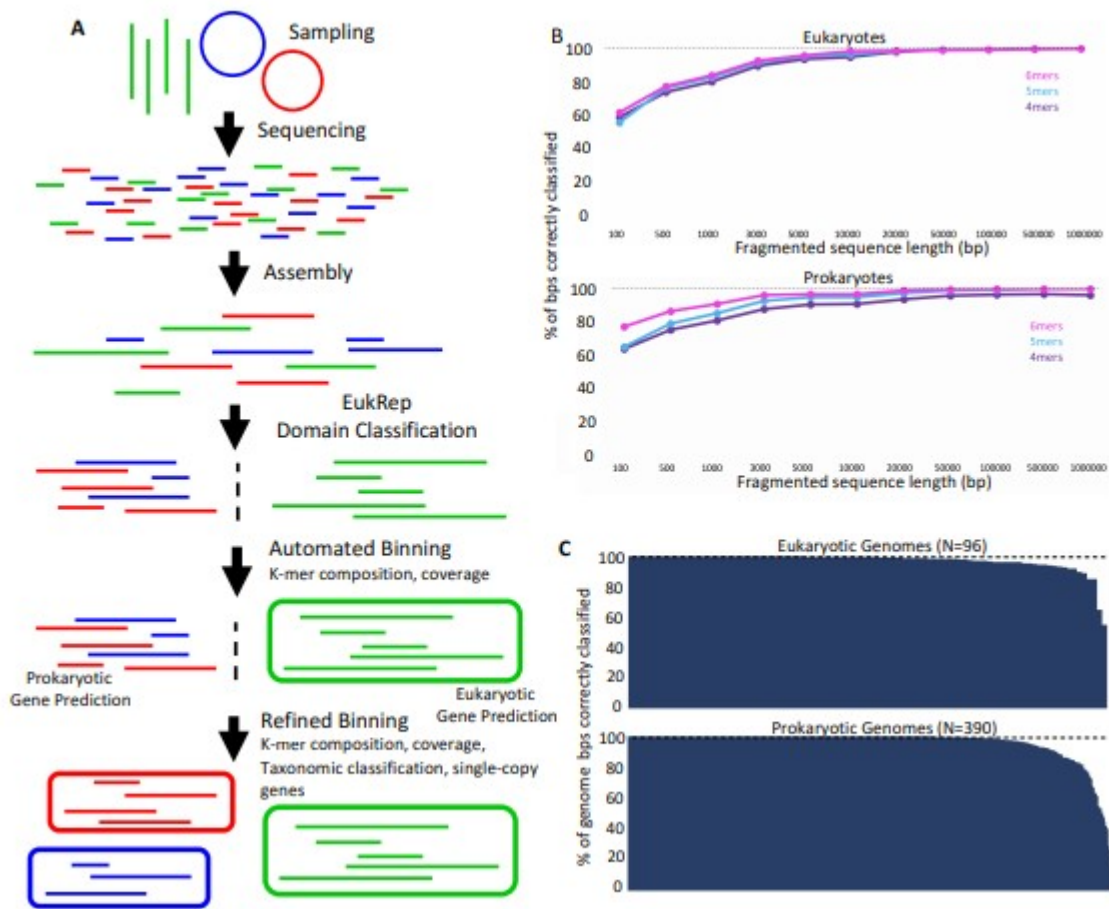 A
Sampling
Sequencing
Assembly
EukRep
Domain Classification
Automated Binning
K-mer composition, coverage
Prokaryotic
Gene Prediction
Eukaryotic
Gene Prediction
Refined Binning
K-mer composition, coverage,
Taxonomic classification, single-copy
genes
B
% of bps correctly classified
Eukaryotes
100
80
60
40
20
0
6mers
5mers
4mers
100 500 1000 3000 5000 10000 20000 50000 100000 500000 1000000
Fragmented sequence length (bp)
Prokaryotes
100
80
60
40
20
0
6mers
5mers
4mers
100 500 1000 3000 5000 10000 20000 50000 100000 500000 1000000
Fragmented sequence length (bp)
C
% of genome bps correctly classified
Eukaryotic Genomes (N=96)
100
80
60
40
20
0
Prokaryotic Genomes (N=390)
100
80
60
40
20
0